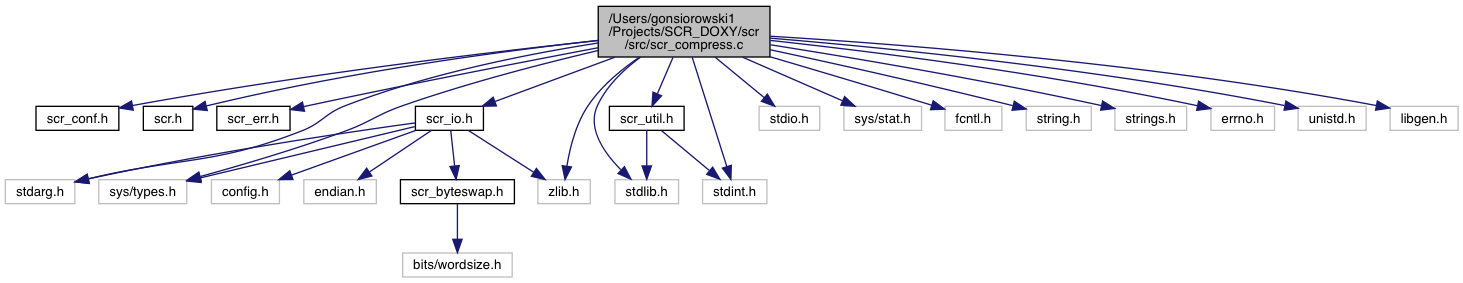 /Users/gonsiorowski1
/Projects/SCR_DOXY/scr
/src/scr_compress.c
scr_conf.h
scr.h
scr_err.h
scr_io.h
scr_util.h
stdio.h
sys/stat.h
fcntl.h
string.h
strings.h
errno.h
unistd.h
libgen.h
stdarg.h
sys/types.h
config.h
endian.h
scr_byteswap.h
zlib.h
stdlib.h
stdint.h
bits/wordsize.h